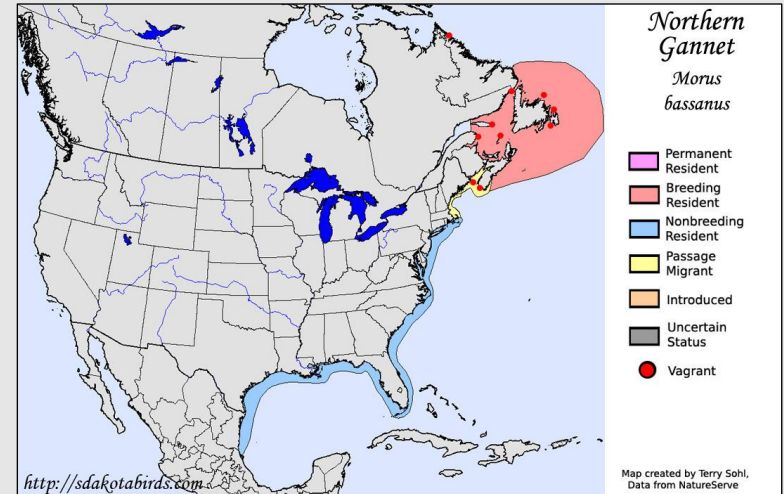 Northern
Gannet
Morus
bassanus
Permanent
Resident
Breeding
Resident
Nonbreeding
Resident
Passage
Migrant
Introduced
Uncertain
Status
Vagrant
Map created by Terry Sohl,
Data from NatureServe
http://sdakotabirds.com